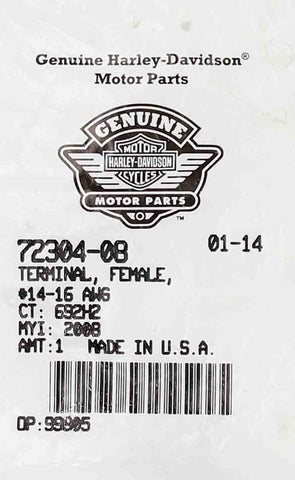 Genuine Harley-Davidson®
Motor Parts
GENUINE
MOTOR
HARLEY-DAVIDSON
CYCLES
MOTOR PARTS
™
72304-08 01-14
TERMINAL, FEMALE,
#14-16 AWG
CT: 692H2
MYI: 2008
AMT:1 MADE IN U.S.A.
OP:99905